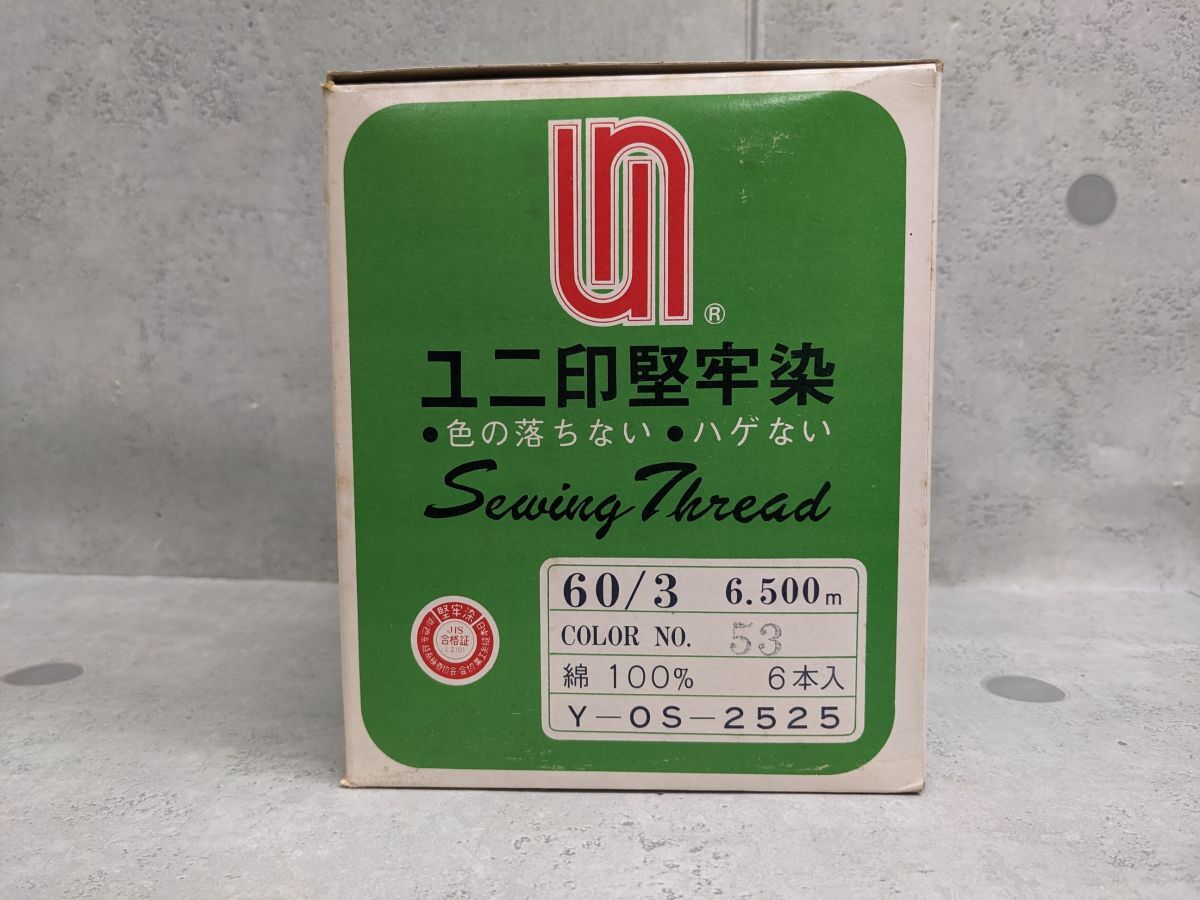 un
®
ユニ印堅牢染
●色の落ちない●ハゲない
Sewing Thread
60/3 6.500m
COLOR NO. 53
綿 100% 6本入
Y-OS-2525
堅牢染
JIS
合格証
L2101